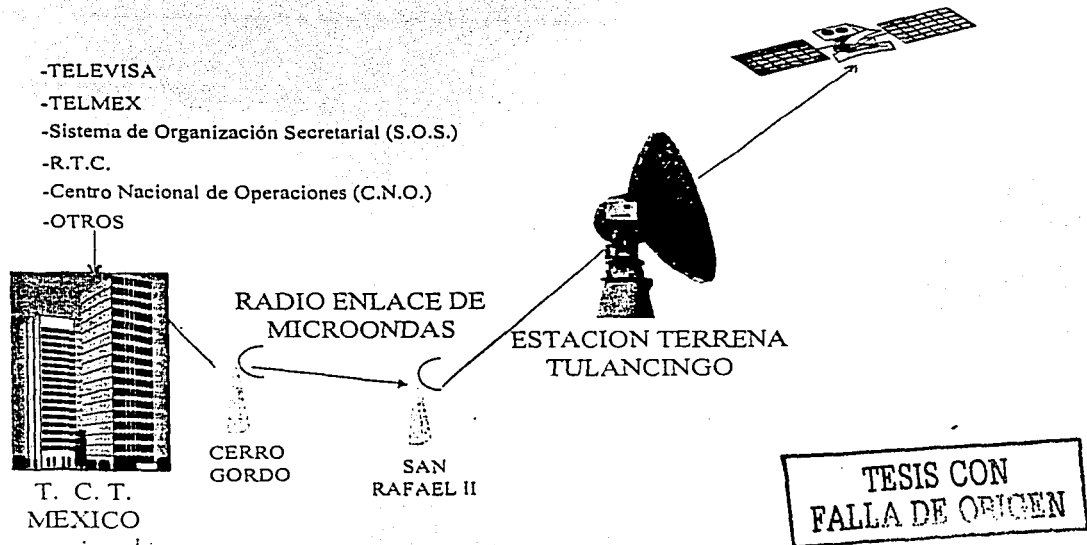 -TELEVISA
-TELMEX
-Sistema de Organización Secretarial (S.O.S.)
-R.T.C.
-Centro Nacional de Operaciones (C.N.O.)
-OTROS
RADIO ENLACE DE
MICROONDAS
ESTACION TERRENA
TULANCINGO
CERRO
GORDO
SAN
RAFAEL II
T. C. T.
MEXICO
TESIS CON
FALLA DE ORIGEN